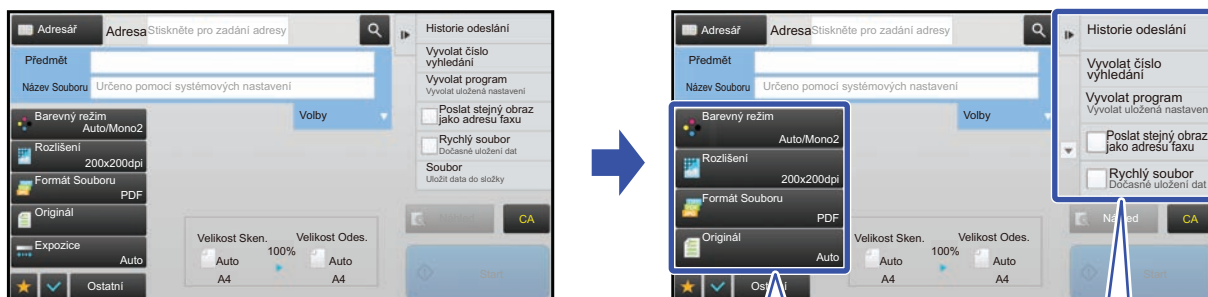 Adresář
Adresa
Stiskněte pro zadání adresy
Historie odeslání
Předmět
Vyvolat číslo
vyhledání
Název Souboru
Určeno pomocí systémových nastavení
Vyvolat program
Vyvolat uložená nastavení
Barevný režim
Auto/Mono2
Volby
Poslat stejný obraz
jako adresu faxu
Rozlišení
200x200dpi
Rychlý soubor
Dočasné uložení dat
Formát Souboru
PDF
Soubor
Uložit data do složky
Originál
CA
Expozice
Auto
Velikost Sken.
Velikost Odes.
100%
Auto
Auto
A4
A4
Start
Ostatní
Adresář
Adresa
Stiskněte pro zadání adresy
Historie odeslání
Předmět
Vyvolat číslo
vyhledání
Název Souboru
Určeno pomocí systémových nastavení
Vyvolat program
Vyvolat uložená nastaven
Barevný režim
Auto/Mono2
Volby
Poslat stejný obraz
jako adresu faxu
Rozlišení
200x200dpi
Rychlý soubor
Dočasné uložení dat
Formát Souboru
PDF
CA
Originál
Auto
Velikost Sken.
Velikost Odes.
100%
Auto
Auto
A4
A4
Start